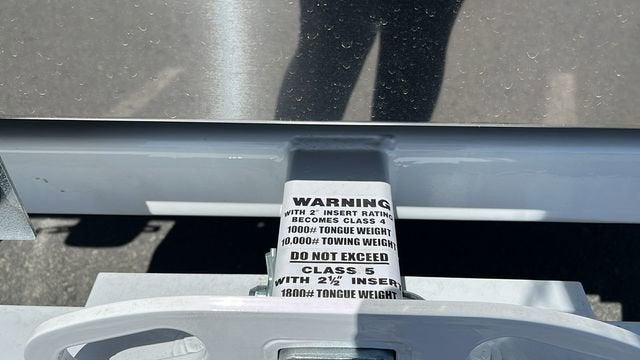 WARNING
WITH 2" INSERT RATING
BECOMES CLASS 4
1000# TONGUE WEIGHT
10,000# TOWING WEIGHT
DO NOT EXCEED
CLASS 5
WITH 2½" INSERT
1800# TONGUE WEIGHT